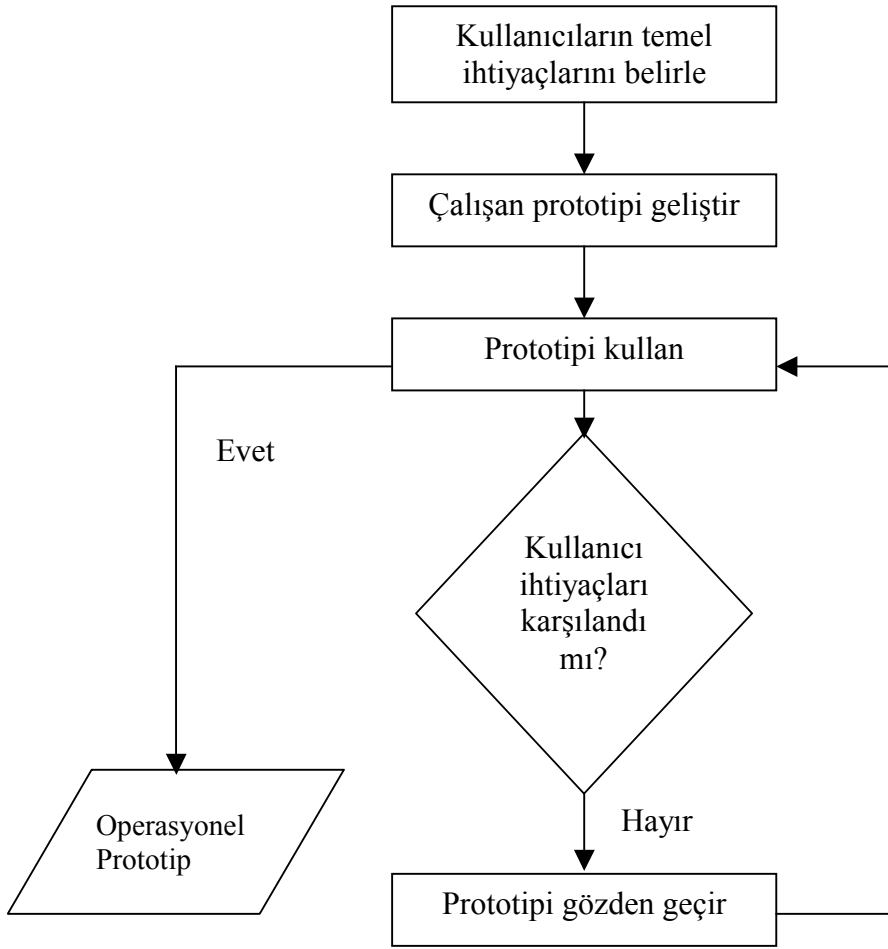 Kullanıcıların temel
ihtiyaçlarını belirle
Çalışan prototipi geliştir
Prototipi kullan
Evet
Kullanıcı
ihtiyaçları
karşılandı
mı?
Operasyonel
Prototip
Hayır
Prototipi gözden geçir